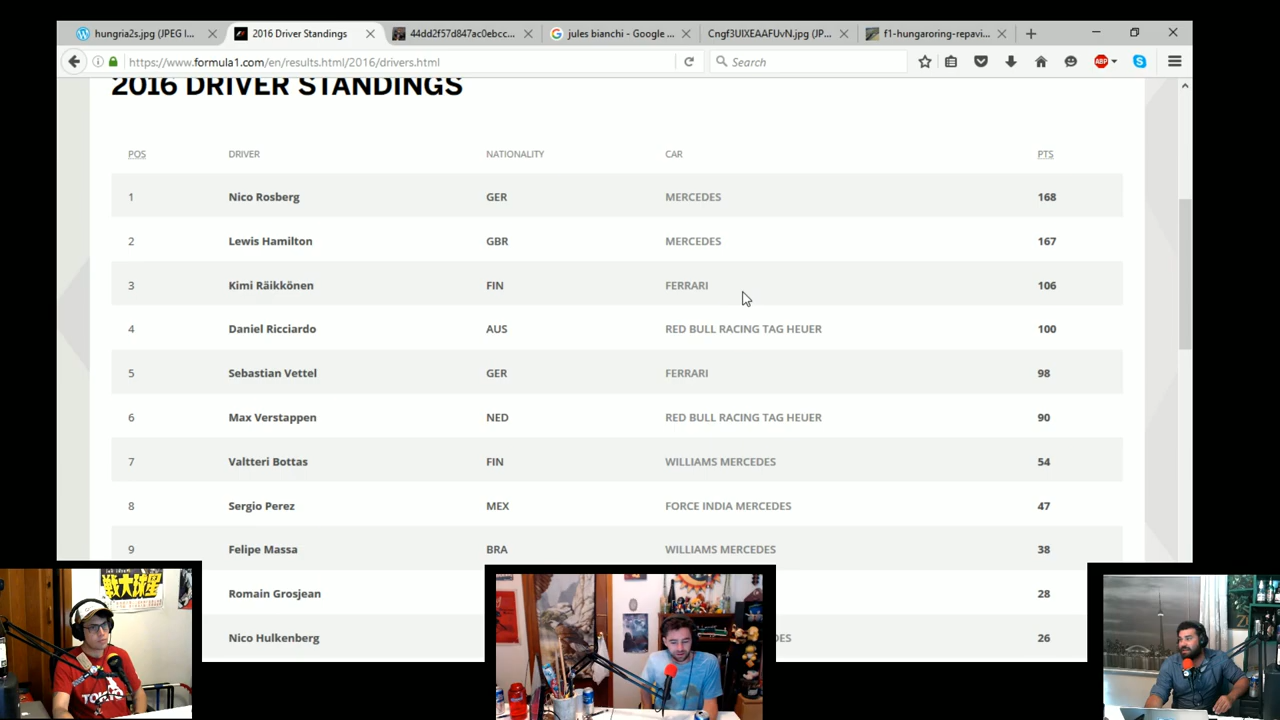 hungria2s.jpg (JPEG I...
2016 Driver Standings
44dd2f57d847ac0ebcc...
jules bianchi - Google ...
Cngf3UIXEAAFUvN.jpg (JP...
f1-hungaroring-repavi...
https://www.formula1.com/en/results.html/2016/drivers.html
Search
ABP
2016 DRIVER STANDINGS
POS DRIVER NATIONALITY CAR PTS
1 Nico Rosberg GER MERCEDES 168
2 Lewis Hamilton GBR MERCEDES 167
3 Kimi Räikkönen FIN FERRARI 106
4 Daniel Ricciardo AUS RED BULL RACING TAG HEUER 100
5 Sebastian Vettel GER FERRARI 98
6 Max Verstappen NED RED BULL RACING TAG HEUER 90
7 Valtteri Bottas FIN WILLIAMS MERCEDES 54
8 Sergio Perez MEX FORCE INDIA MERCEDES 47
9 Felipe Massa BRA WILLIAMS MERCEDES 38
Romain Grosjean 28
Nico Hulkenberg 26